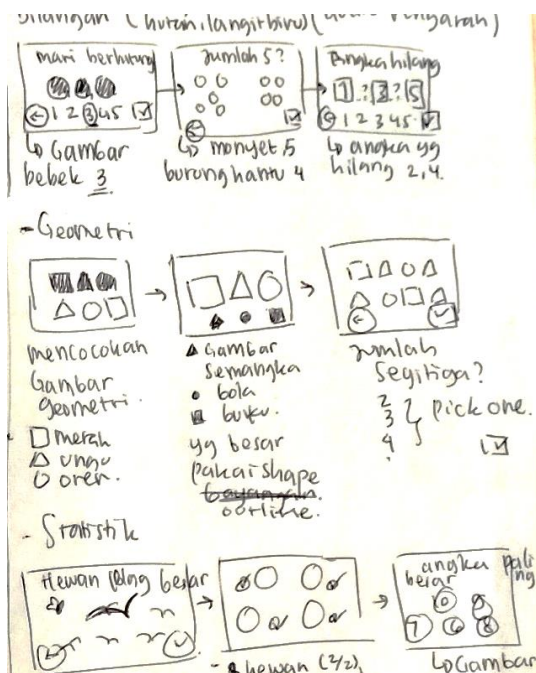 Bilangan (hutan, langit biru) (
Mari berhitung
1 2 3 4 5
Jumlah 5?
Angka hilang
1 ? 3 ? 5
1 2 3 4 5
↳ Gambar
bebek 3
↳ monyet 5
burung hantu 4
↳ angka yg
hilang 2, 4.
- Geometri
mencocokan
Gambar
geometri.
□ merah
△ ungu
○ oren.
▲ Gambar
semangka
● bola
■ buku.
yg besar
pakai shape
outline.
Jumlah
Segitiga?
2
3
4
pick one.
- Statistik
Hewan plng besar
angka paling
besar
10 9
7 6 8
- hewan (2/2),
↳ Gambar